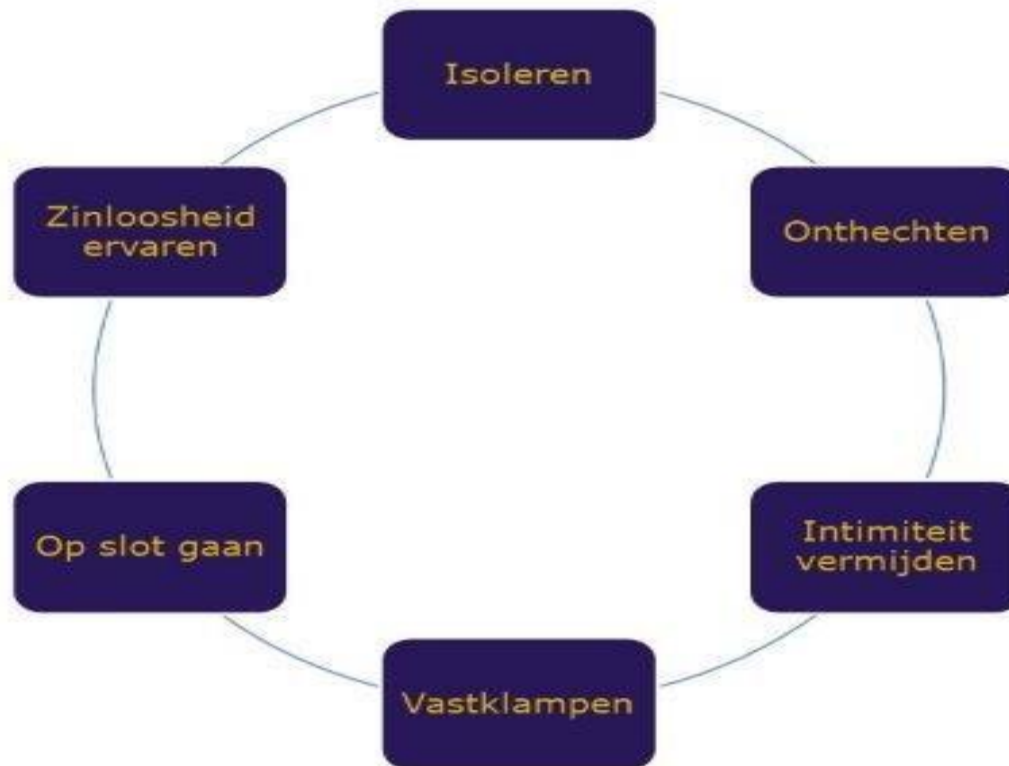 Isoleren
Onthechten
Intimiteit
vermijden
Vastklampen
Op slot gaan
Zinloosheid
ervaren